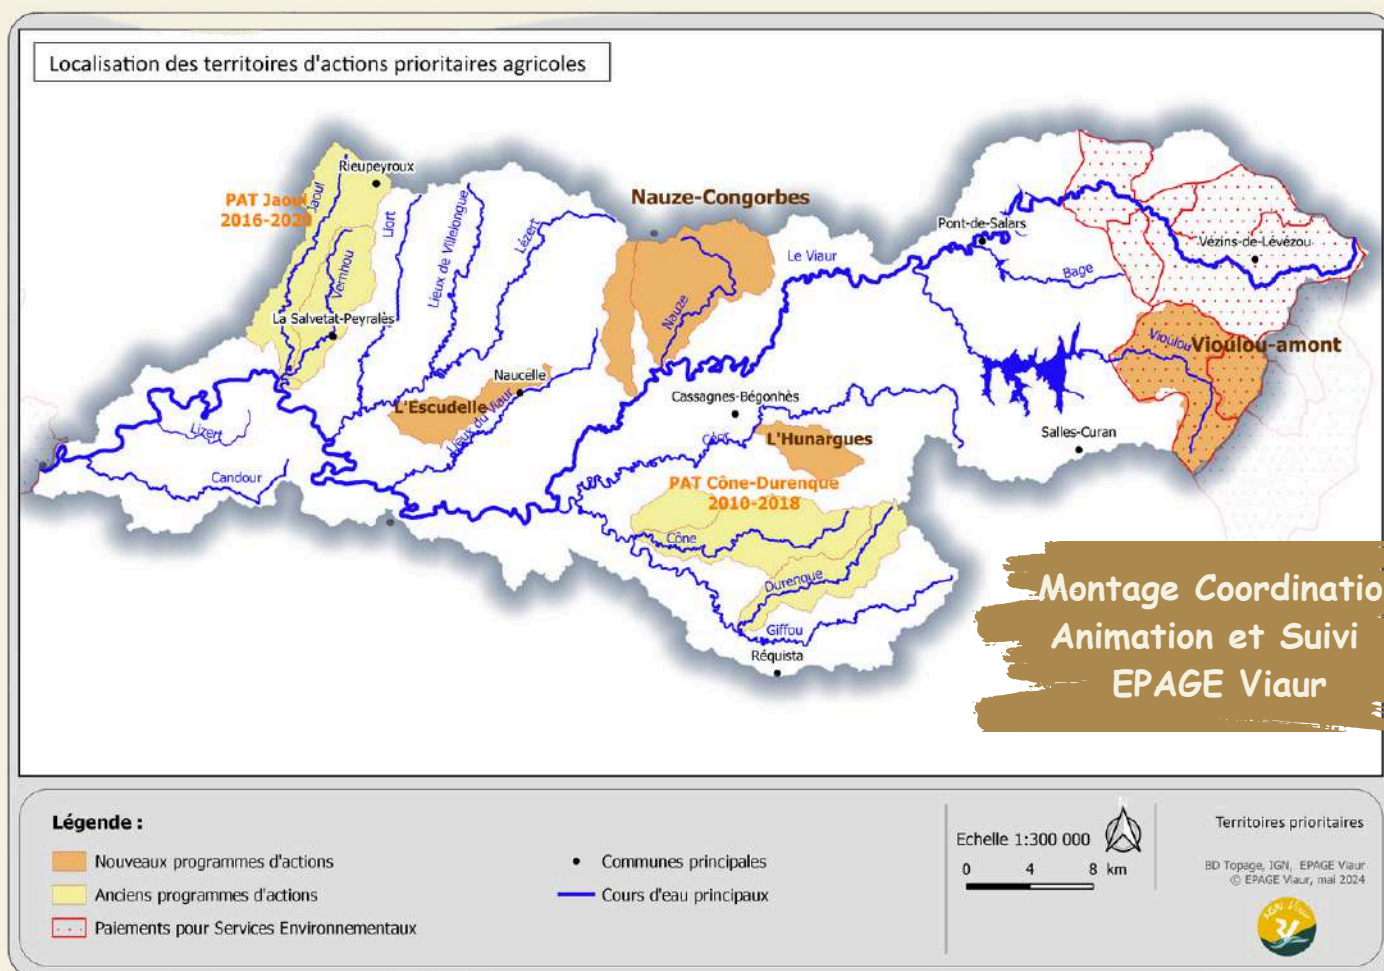 Localisation des territoires d'actions prioritaires agricoles
Rieupeyroux
PAT Jaoul
2016-2020
Jaoul
Vernhou
Liort
La Salvetat-Peyralès
Lieux de Villelongue
Lézert
Nauze-Congorbes
Nauze
Le Viaur
Pont-de-Salars
Bage
Vézins-de-Lévézou
Vioulou
Vioulou-amont
Naucelle
L'Escudelle
Lieux du Viaur
Cassagnes-Bégonhès
Céor
L'Hunargues
Salles-Curan
Lizert
Candour
PAT Cône-Durenque
2010-2018
Cône
Durenque
Giffou
Réquista
Montage Coordinatio
Animation et Suivi
EPAGE Viaur
Légende :
Nouveaux programmes d'actions
Anciens programmes d'actions
Paiements pour Services Environnementaux
Communes principales
Cours d'eau principaux
Echelle 1:300 000
0 4 8 km
Territoires prioritaires
BD Topage, IGN, EPAGE Viaur
© EPAGE Viaur, mai 2024
AGRI Viaur